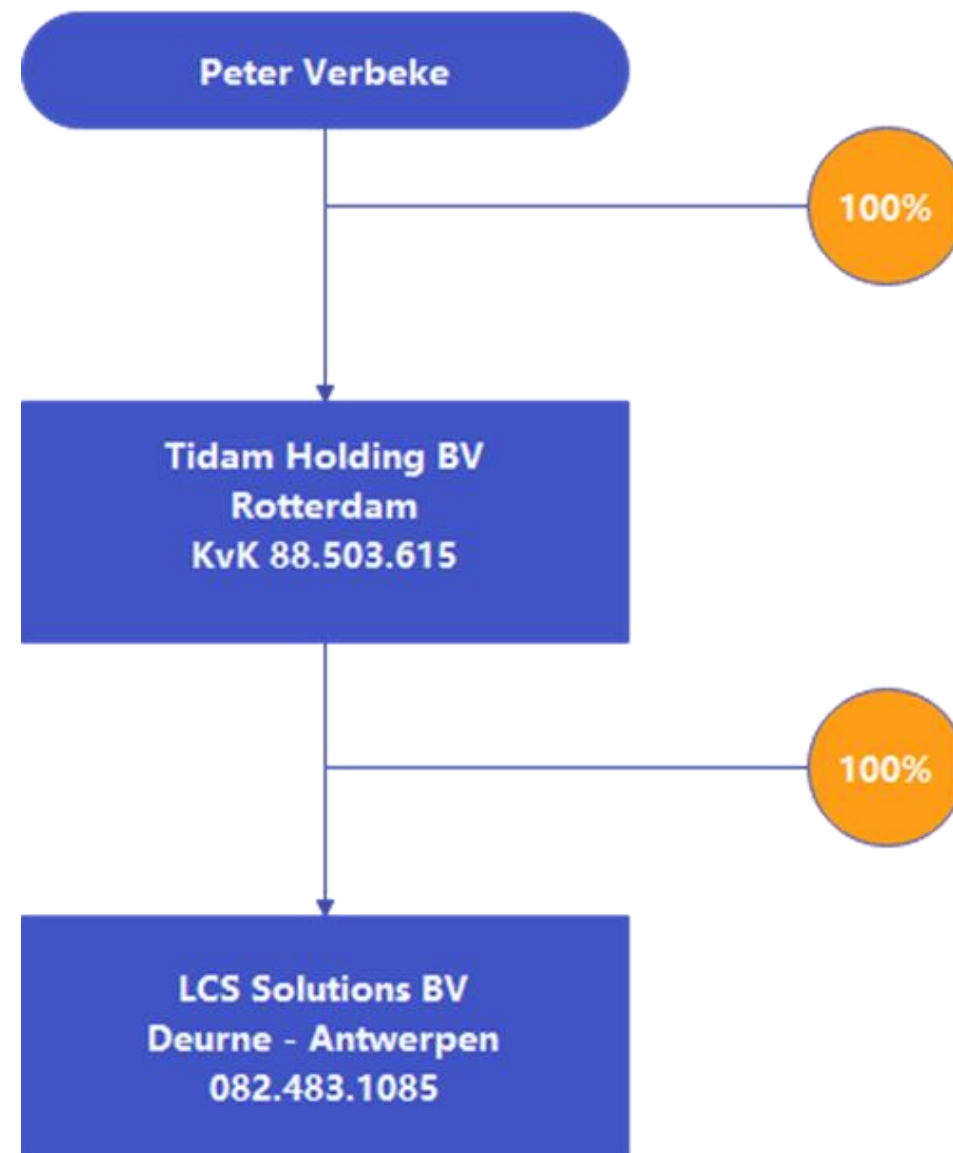 Peter Verbeke
100%
Tidam Holding BV
Rotterdam
KvK 88.503.615
100%
LCS Solutions BV
Deurne - Antwerpen
082.483.1085